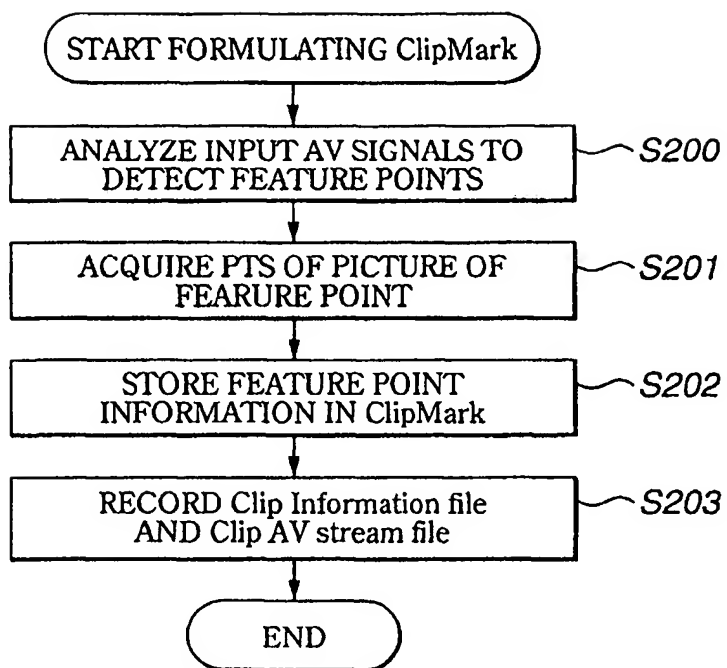 START FORMULATING ClipMark
ANALYZE INPUT AV SIGNALS TO
DETECT FEATURE POINTS
S200
ACQUIRE PTS OF PICTURE OF
FEARURE POINT
S201
STORE FEATURE POINT
INFORMATION IN ClipMark
S202
RECORD Clip Information file
AND Clip AV stream file
S203
END